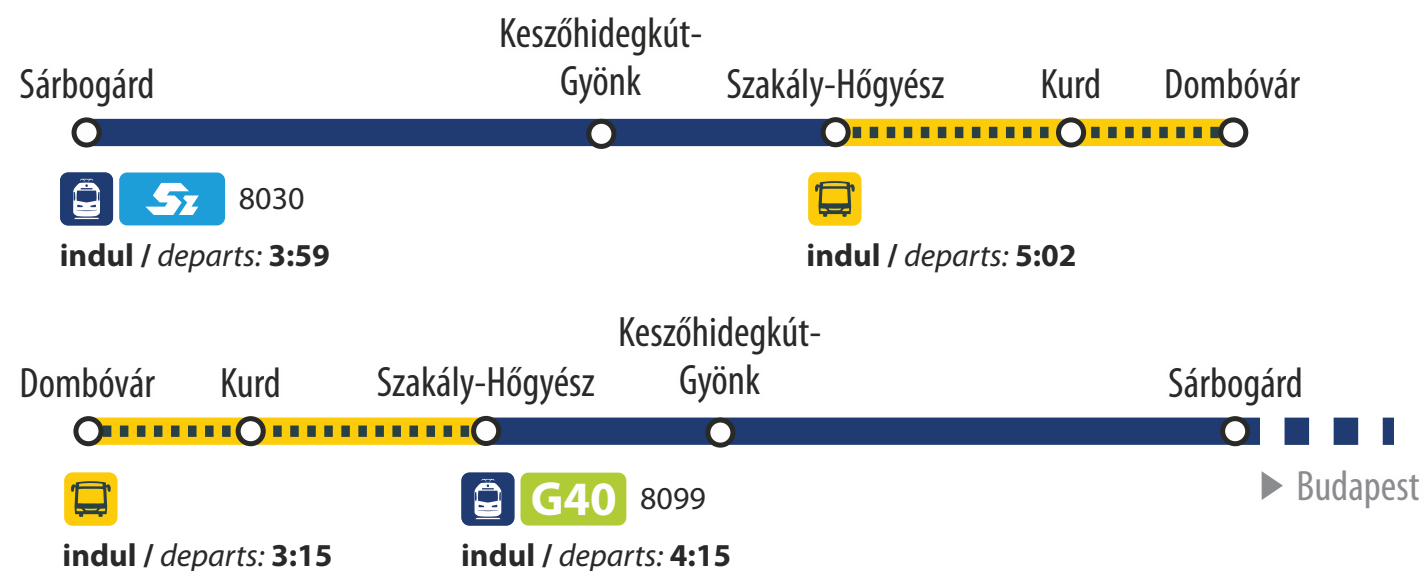 Keszőhidegkút-
Sárbogárd Gyönk Szakály-Hőgyész Kurd Dombóvár
Sz 8030
indul / departs: 3:59 indul / departs: 5:02
Keszőhidegkút-
Dombóvár Kurd Szakály-Hőgyész Gyönk Sárbogárd
G40 8099
▶ Budapest
indul / departs: 3:15 indul / departs: 4:15